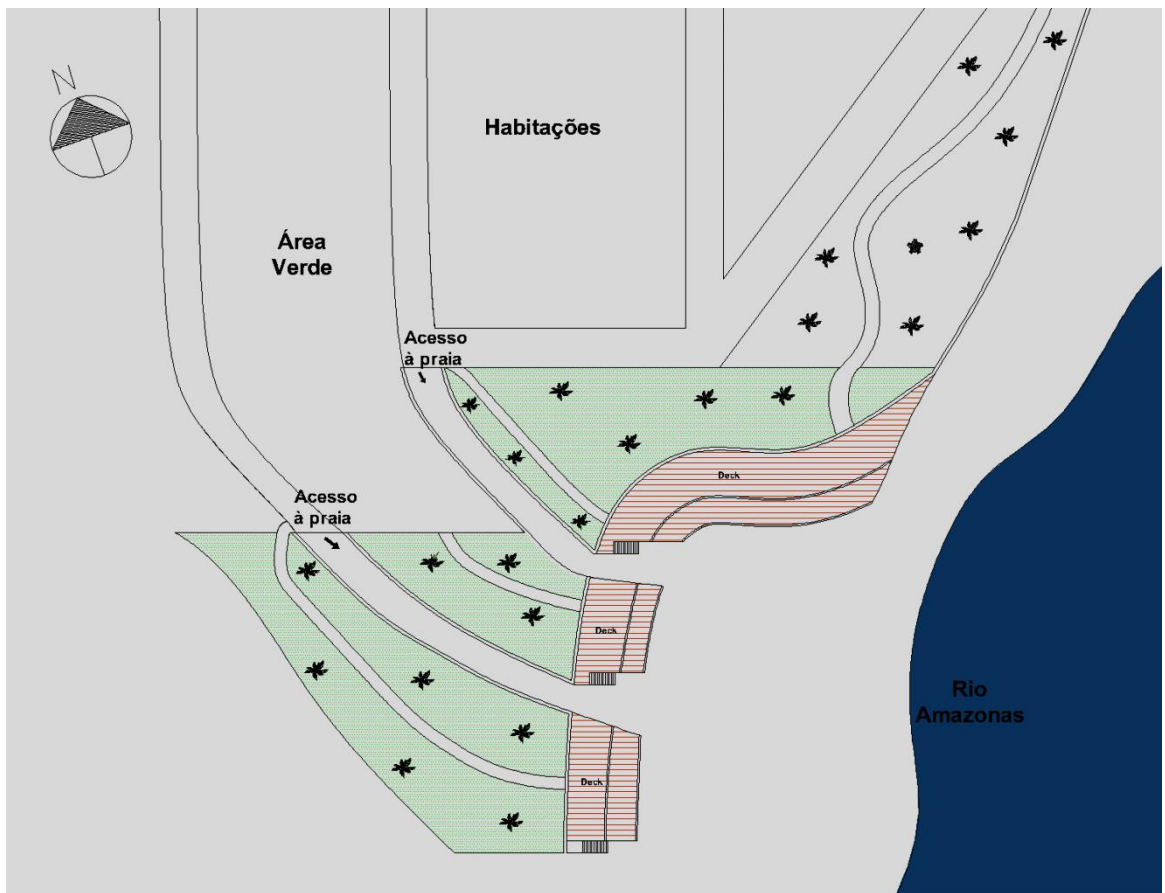 N
Habitações
Área
Verde
Acesso
à praia
Deck
Acesso
à praia
Deck
Rio
Amazonas
Deck